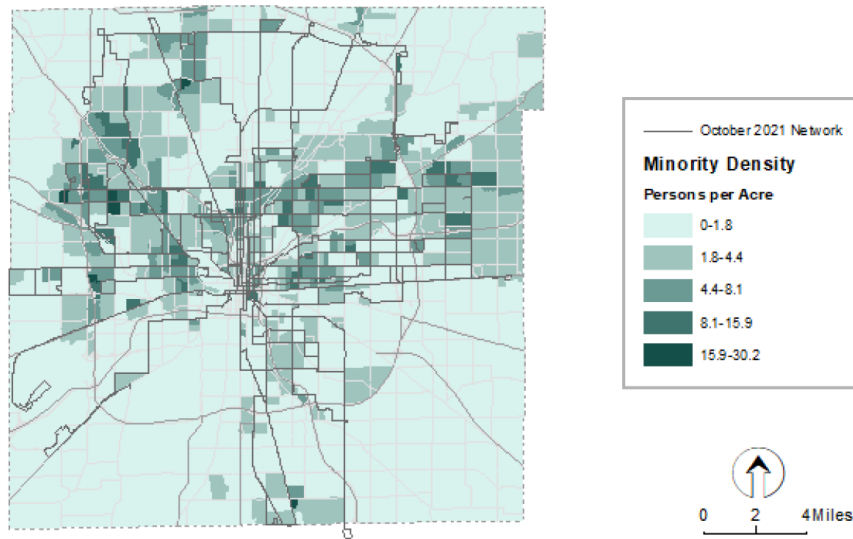 October 2021 Network
Minority Density
Persons per Acre
0-1.8
1.8-4.4
4.4-8.1
8.1-15.9
15.9-30.2
0 2 4 Miles